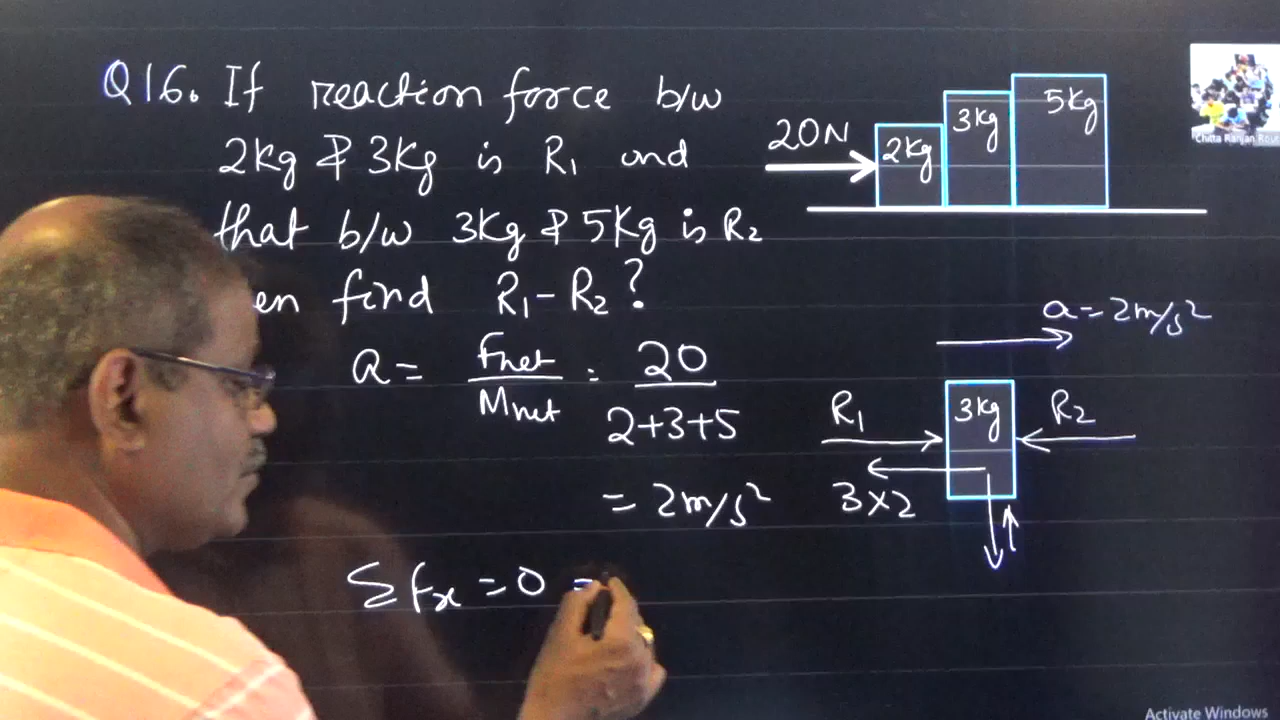 Q16. If reaction force b/w
2Kg & 3Kg is R₁ and
that b/w 3Kg & 5Kg is R₂
en find R₁ - R₂ ?
a = Fnet/Mnet = 20/2+3+5
= 2m/s²
Σfx = 0 =
20N
2Kg
3Kg
5Kg
a = 2m/s²
R₁
3Kg
R₂
3×2
Chitta Ranjan Rout
Activate Windows